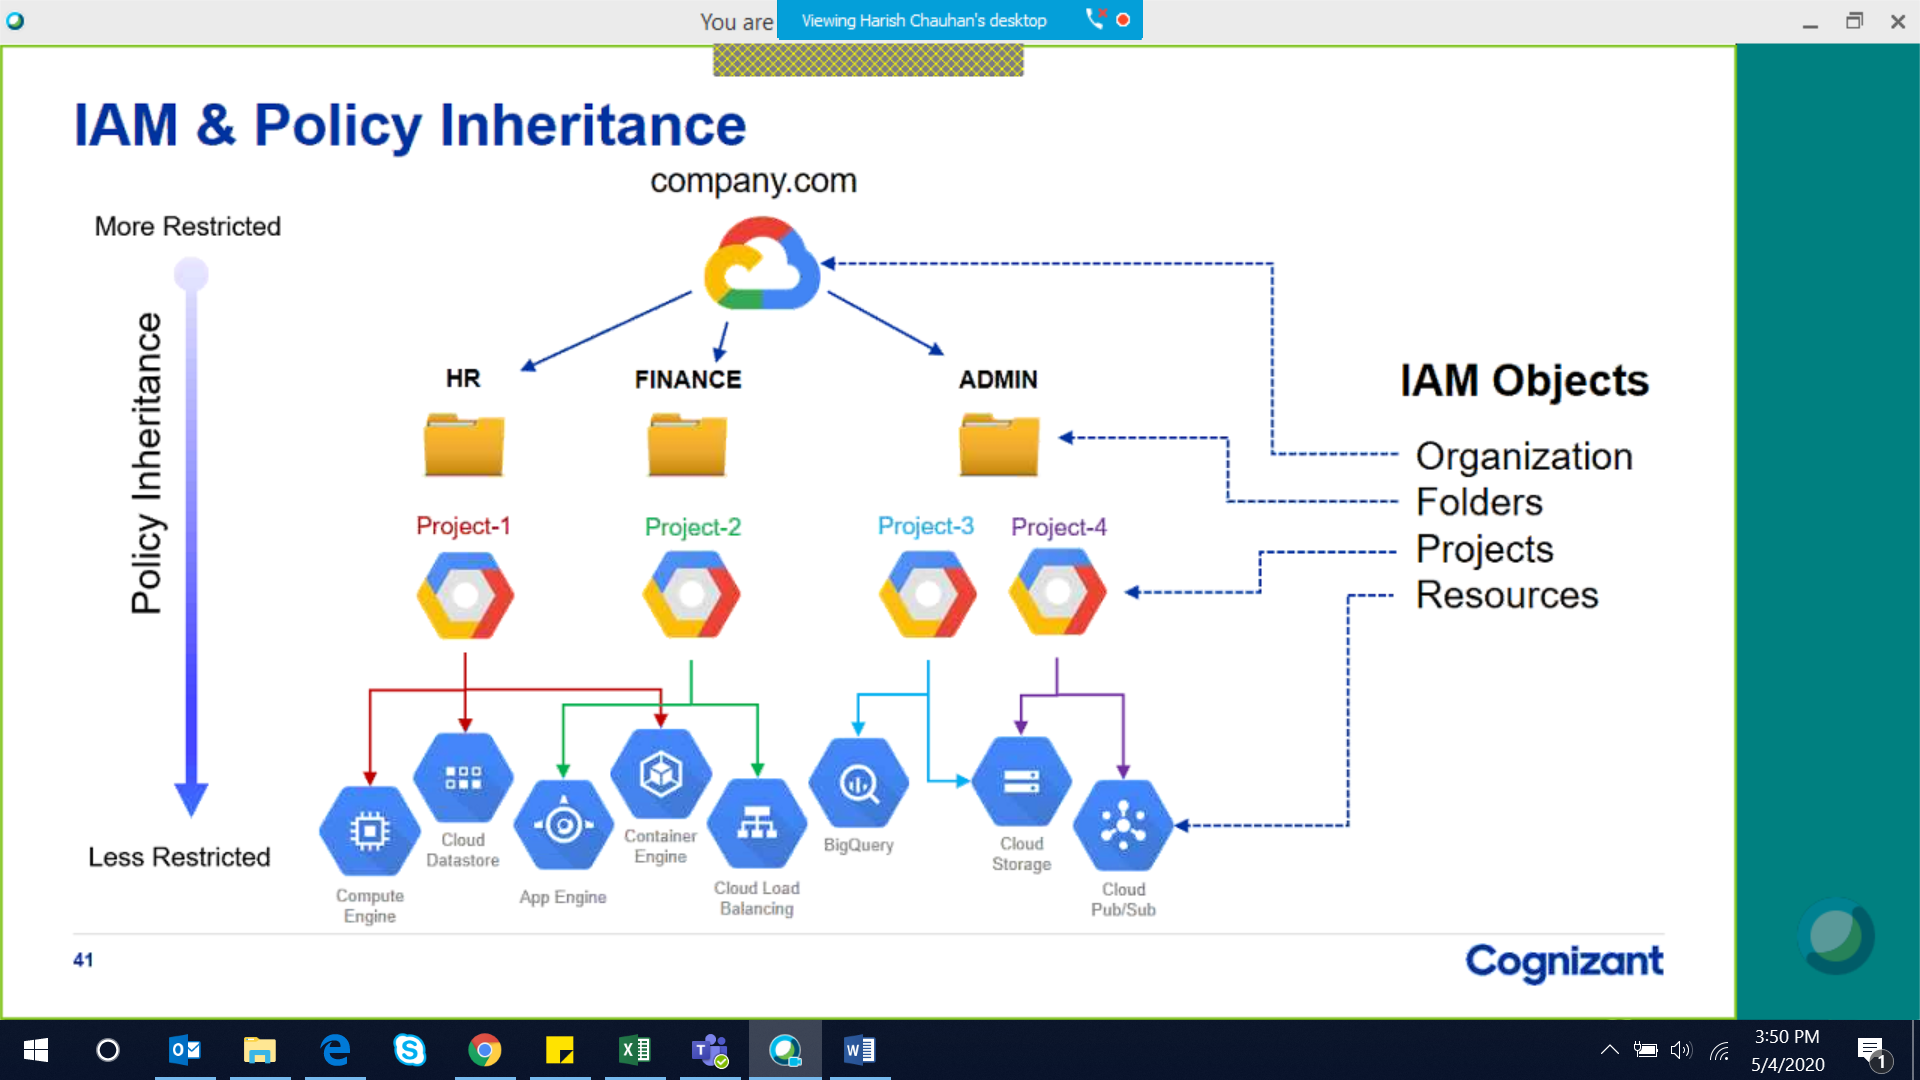 You are
Viewing Harish Chauhan's desktop
IAM & Policy Inheritance
company.com
More Restricted
Policy Inheritance
Less Restricted
HR
FINANCE
ADMIN
Project-1
Project-2
Project-3
Project-4
IAM Objects
Organization
Folders
Projects
Resources
Compute
Engine
Cloud
Datastore
App Engine
Container
Engine
Cloud Load
Balancing
BigQuery
Cloud
Storage
Cloud
Pub/Sub
41
Cognizant
3:50 PM
5/4/2020
1